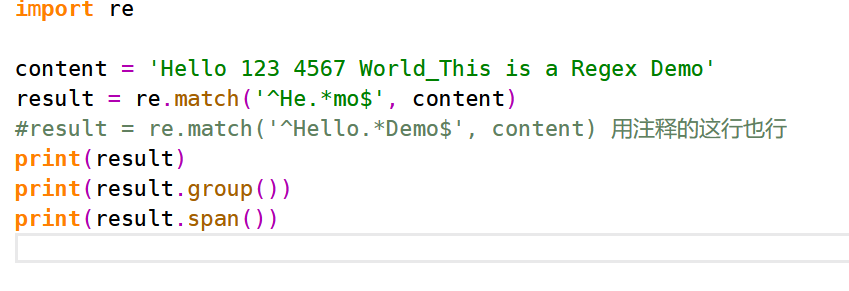 import re
content = 'Hello 123 4567 World_This is a Regex Demo'
result = re.match('^He.*mo$', content)
#result = re.match('^Hello.*Demo$', content) 用注释的这行也行
print(result)
print(result.group())
print(result.span())